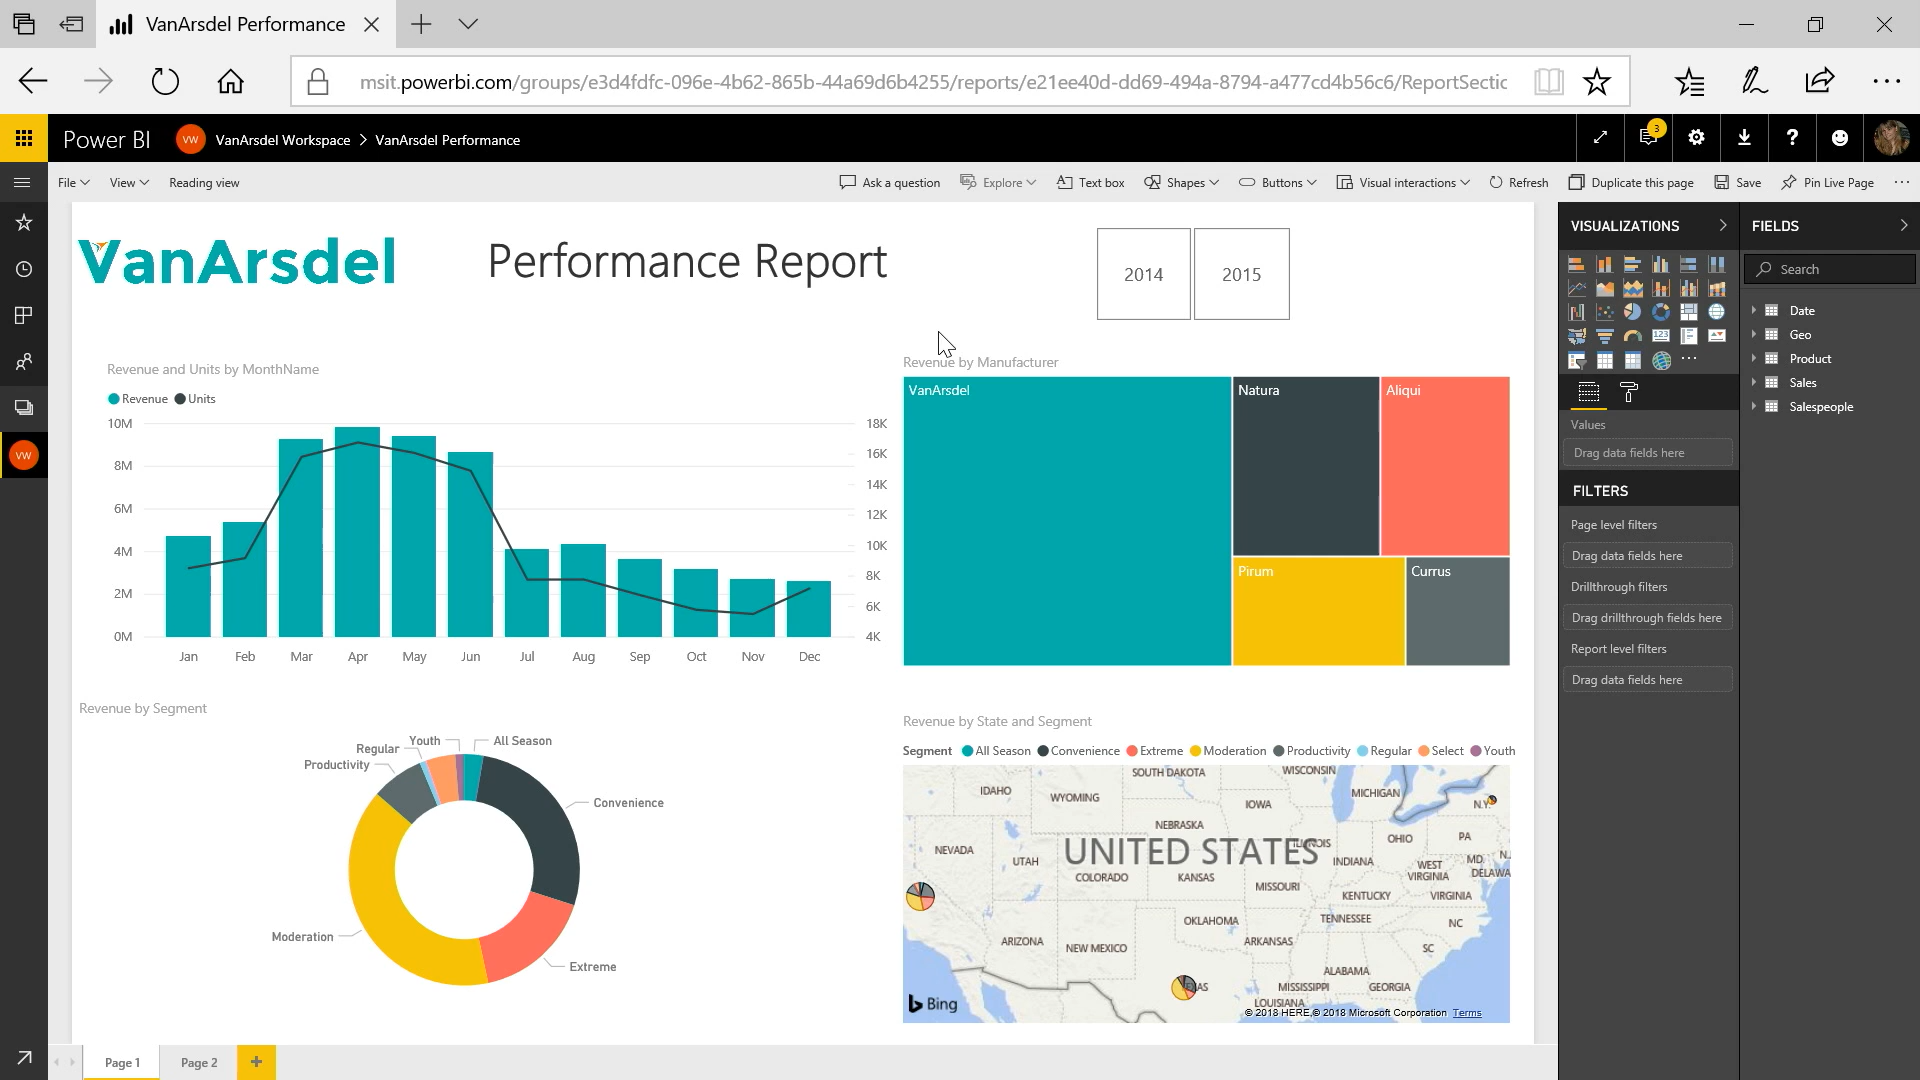 VanArsdel Performance
msit.powerbi.com/groups/e3d4fdfc-096e-4b62-865b-44a69d6b4255/reports/e21ee40d-dd69-494a-8794-a477cd4b56c6/ReportSectic
Power BI VW VanArsdel Workspace > VanArsdel Performance 3 ?
File View Reading view Ask a question Explore Text box Shapes Buttons Visual interactions Refresh Duplicate this page Save Pin Live Page ...
VanArsdel Performance Report 2014 2015
VISUALIZATIONS
FIELDS
Search
Date
Geo
Product
Sales
Salespeople
123
Values
Drag data fields here
FILTERS
Page level filters
Drag data fields here
Drillthrough filters
Drag drillthrough fields here
Report level filters
Drag data fields here
VW
Revenue and Units by MonthName
Revenue Units
10M 18K
16K
8M
14K
6M 12K
4M 10K
8K
2M
6K
0M 4K
Jan Feb Mar Apr May Jun Jul Aug Sep Oct Nov Dec
Revenue by Manufacturer
VanArsdel Natura Aliqui
Pirum Currus
Revenue by Segment
Youth All Season
Regular
Productivity
Convenience
Moderation
Extreme
Revenue by State and Segment
Segment All Season Convenience Extreme Moderation Productivity Regular Select Youth
SOUTH DAKOTA WISCONSIN
IDAHO WYOMING MICHIGAN
IOWA N.Y.
NEBRASKA
NEVADA UTAH UNITED STATES ILLINOIS INDIANA OHIO PA
COLORADO KANSAS MISSOURI WEST VIRGINIA MD. N.J.
DELAWA
KENTUCKY VIRGINIA
OKLAHOMA TENNESSEE NC
ARIZONA NEW MEXICO ARKANSAS SC
ALABAMA
MISSISSIPPI GEORGIA
LOUISIANA
Bing
© 2018 HERE,© 2018 Microsoft Corporation Terms
Page 1 Page 2 +